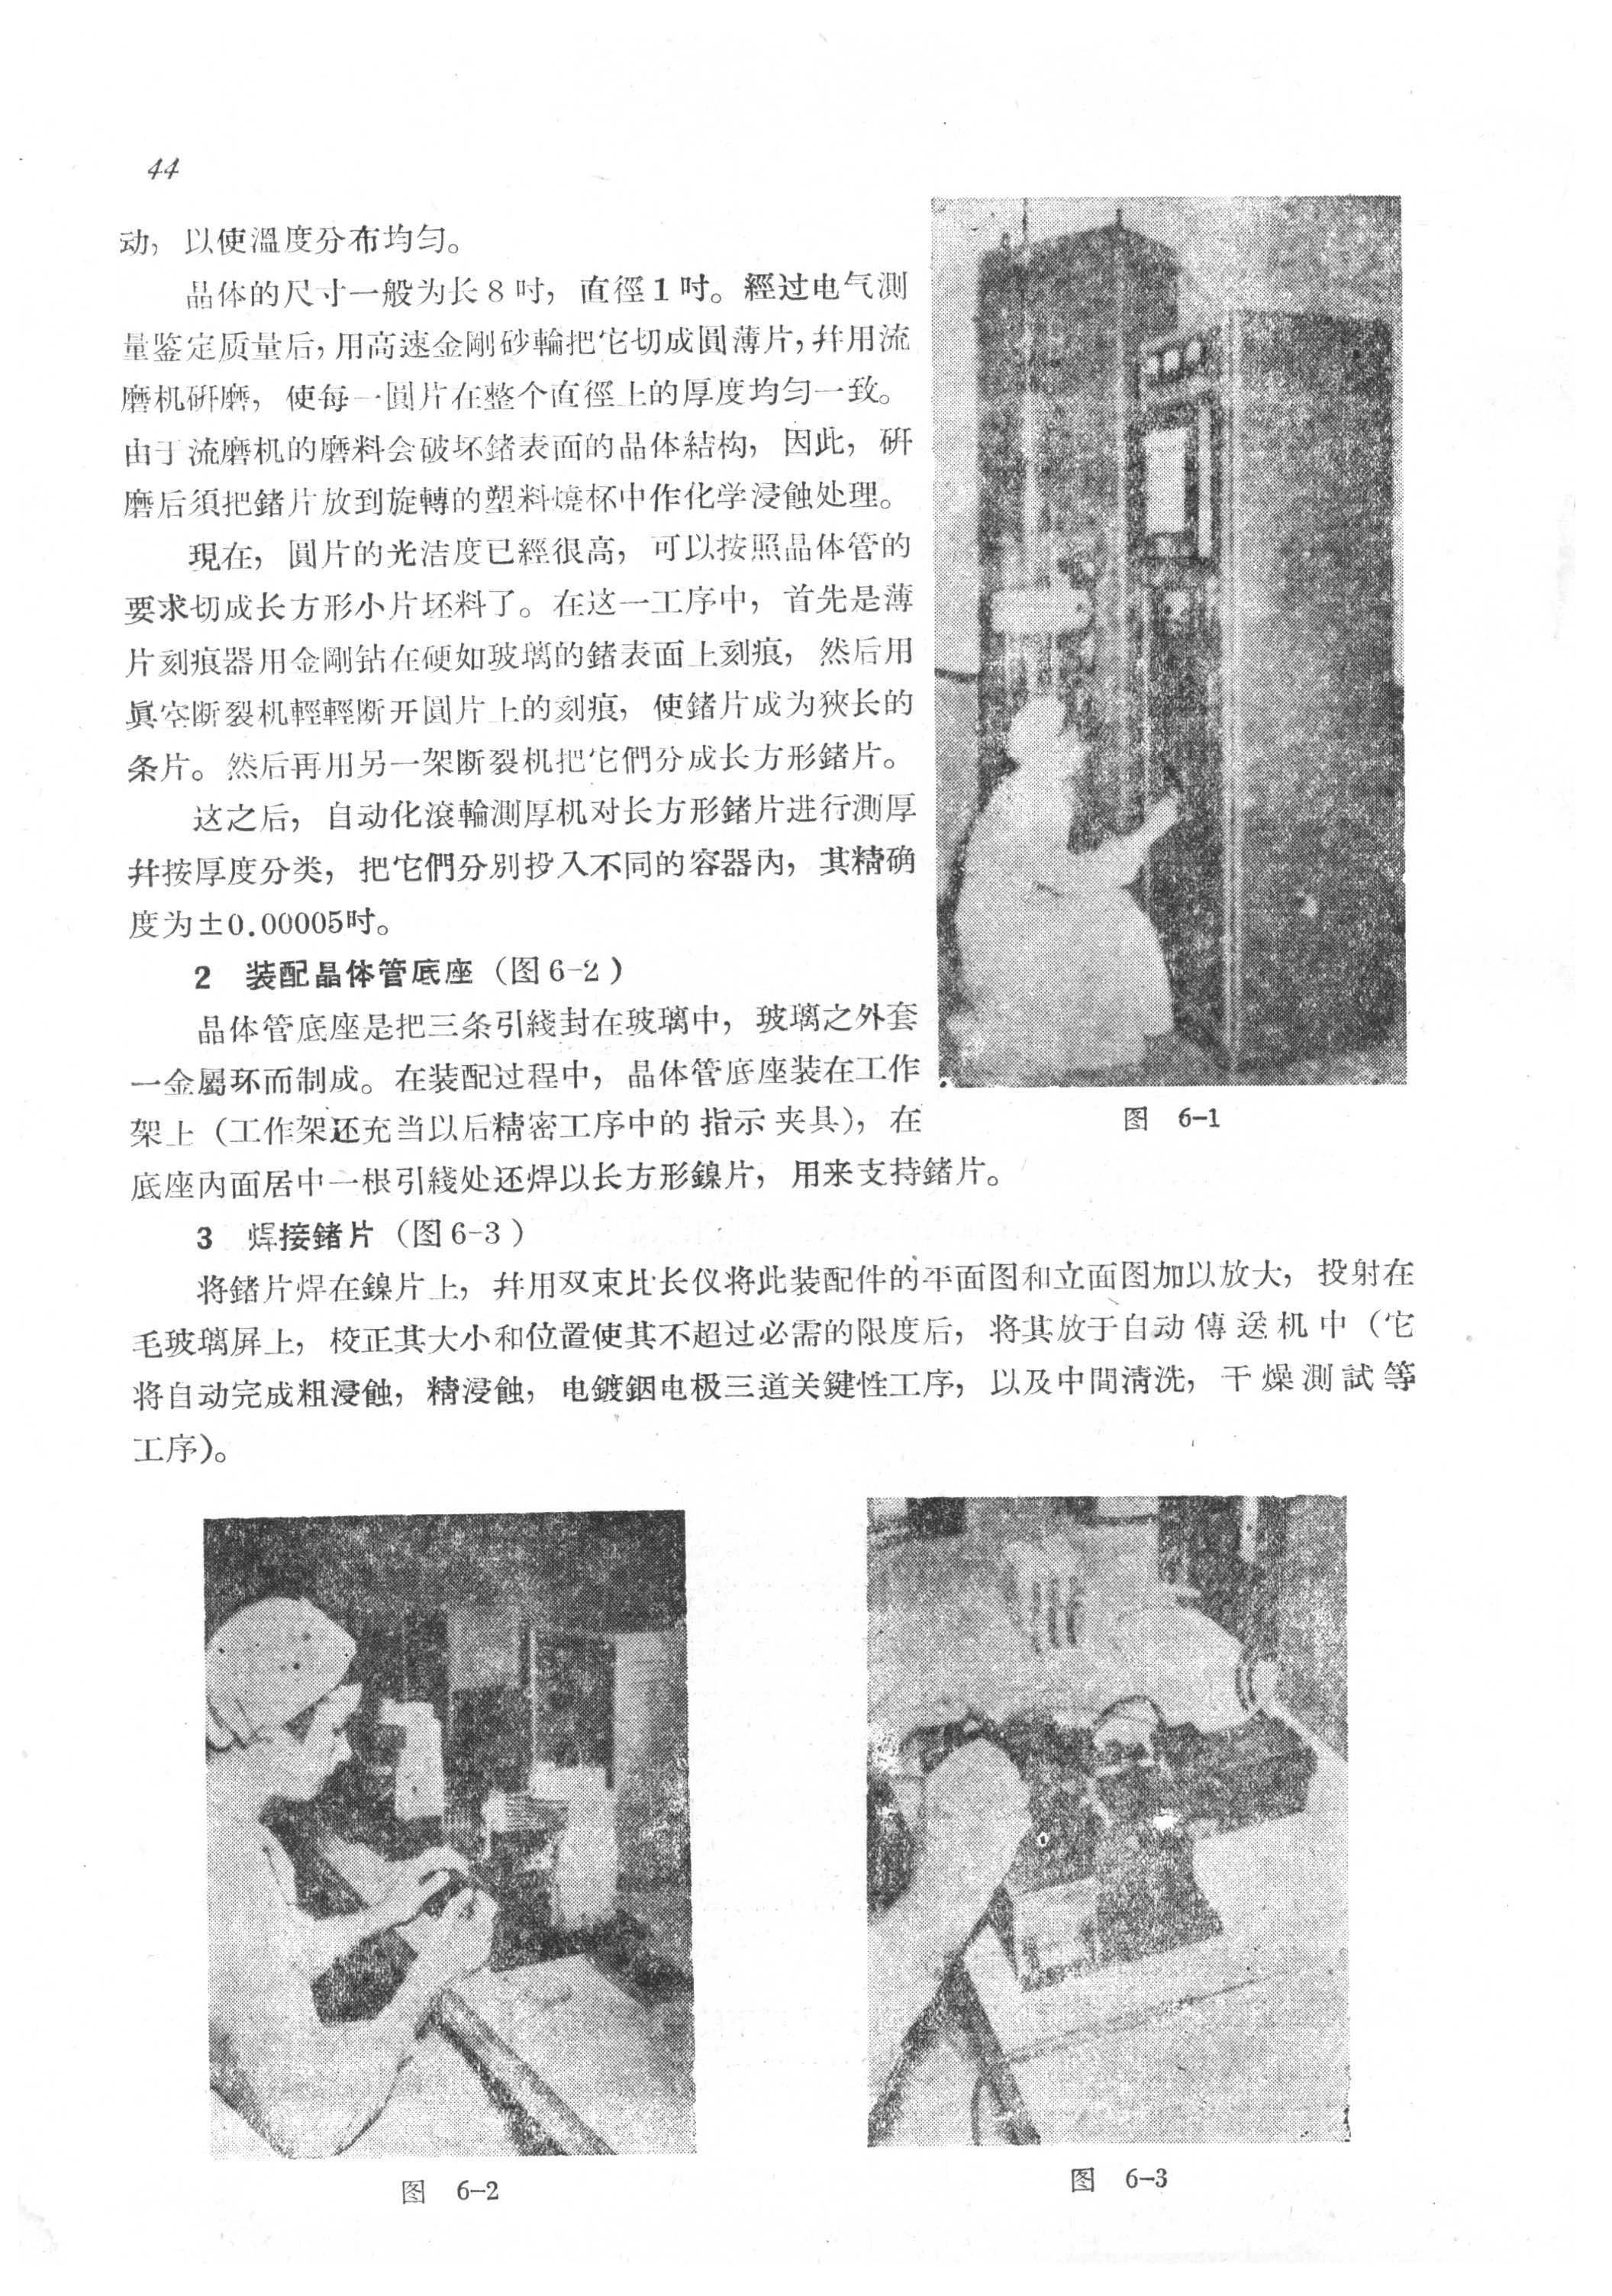 44
动，以使溫度分布均匀。
晶体的尺寸一般为长8吋，直徑1吋。經过电气測
量鉴定质量后，用高速金剛砂輪把它切成圓薄片，幷用流
磨机研磨，使每一圓片在整个直徑上的厚度均匀一致。
由于流磨机的磨料会破坏鍺表面的晶体結构，因此，研
磨后須把鍺片放到旋轉的塑料燒杯中作化学浸蝕处理。
現在，圓片的光洁度已經很高，可以按照晶体管的
要求切成长方形小片坯料了。在这一工序中，首先是薄
片刻痕器用金剛钻在硬如玻璃的鍺表面上刻痕，然后用
眞空断裂机輕輕断开圓片上的刻痕，使鍺片成为狹长的
条片。然后再用另一架断裂机把它們分成长方形鍺片。
这之后，自动化滾輪測厚机对长方形鍺片进行測厚
幷按厚度分类，把它們分別投入不同的容器內，其精确
度为±0.00005吋。
2 装配晶体管底座（图6-2）
晶体管底座是把三条引綫封在玻璃中，玻璃之外套
一金屬环而制成。在装配过程中，晶体管底座装在工作
架上（工作架还充当以后精密工序中的指示夹具），在
底座內面居中一根引綫处还焊以长方形鎳片，用来支持鍺片。
图 6-1
3 焊接鍺片（图6-3）
将鍺片焊在鎳片上，幷用双束比长仪将此装配件的平面图和立面图加以放大，投射在
毛玻璃屏上，校正其大小和位置使其不超过必需的限度后，将其放于自动傳送机中（它
将自动完成粗浸蝕，精浸蝕，电鍍銦电极三道关鍵性工序，以及中間清洗，干燥測試等
工序）。
图 6-2
图 6-3